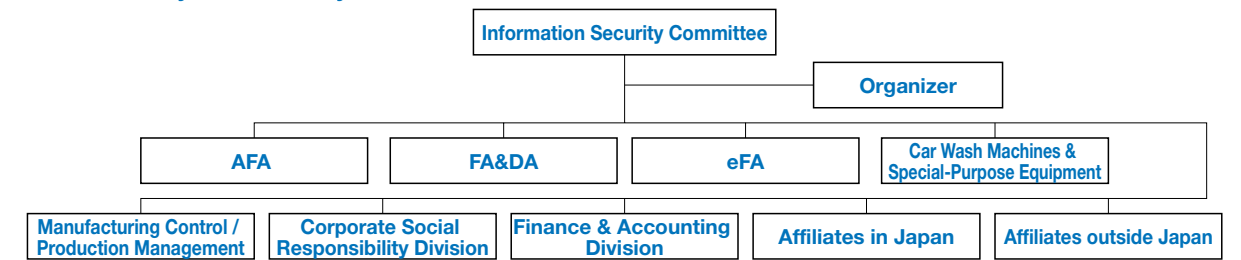 Information Security Committee
Organizer
AFA
FA&DA
eFA
Car Wash Machines &
Special-Purpose Equipment
Manufacturing Control /
Production Management
Corporate Social
Responsibility Division
Finance & Accounting
Division
Affiliates in Japan
Affiliates outside Japan